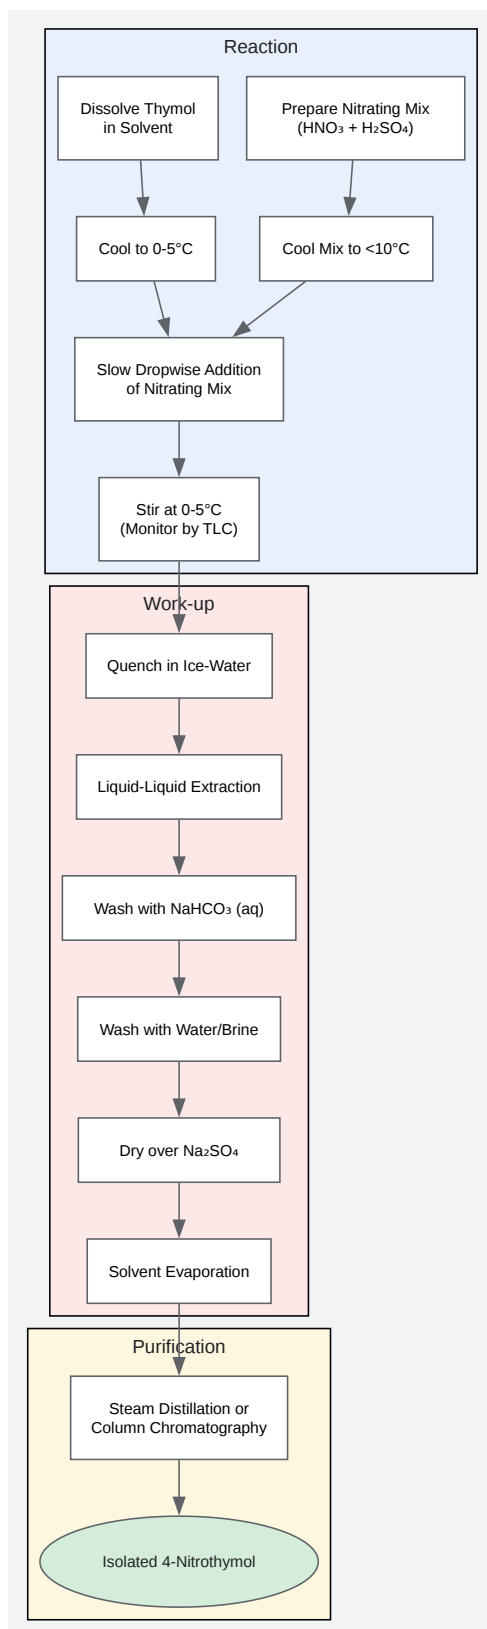 Reaction
Dissolve Thymol
in Solvent
Prepare Nitrating Mix
(HNO₃ + H₂SO₄)
Cool to 0-5°C
Cool Mix to <10°C
Slow Dropwise Addition
of Nitrating Mix
Stir at 0-5°C
(Monitor by TLC)
Work-up
Quench in Ice-Water
Liquid-Liquid Extraction
Wash with NaHCO₃ (aq)
Wash with Water/Brine
Dry over Na₂SO₄
Solvent Evaporation
Purification
Steam Distillation or
Column Chromatography
Isolated 4-Nitrothymol